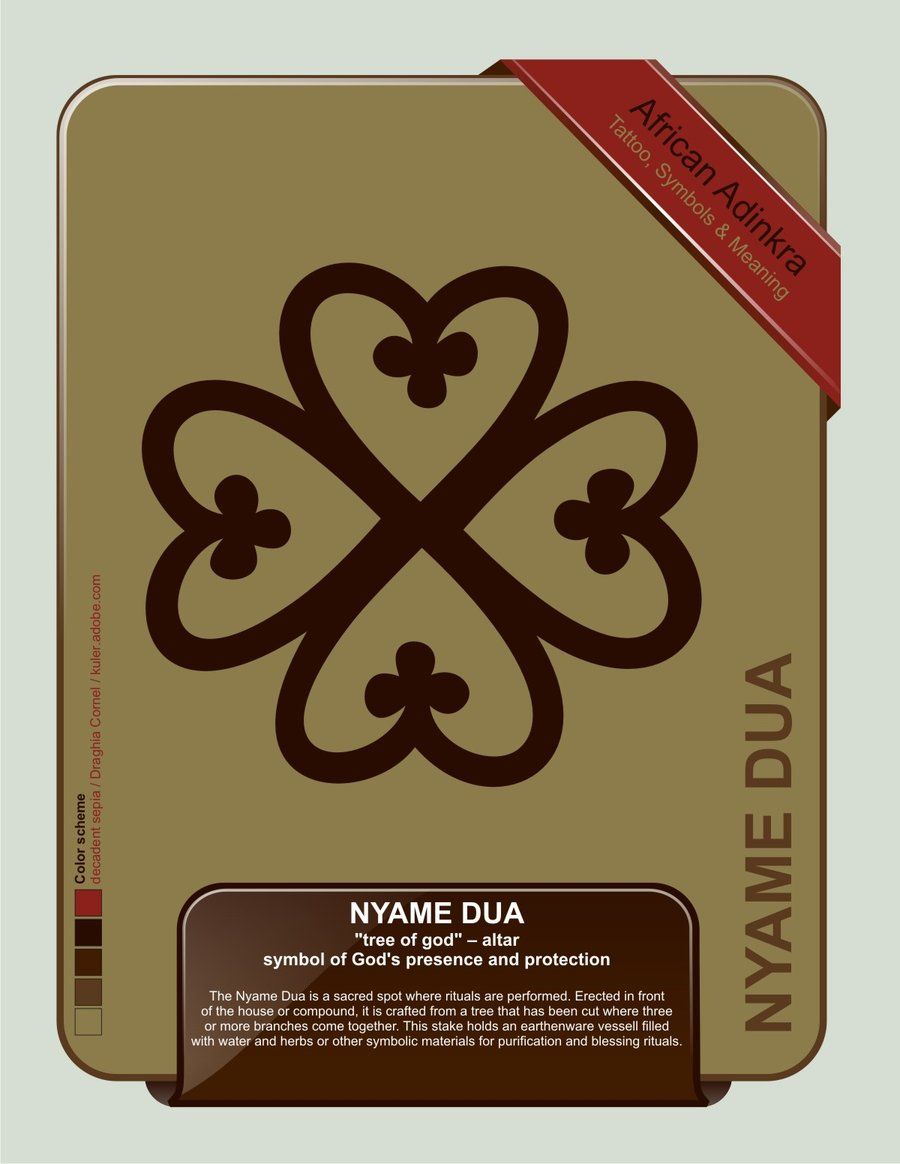 African Adinkra
Tattoo, Symbols & Meaning
NYAME DUA
Color scheme
decadent sepia / Draghia Cornel / kuler.adobe.com
NYAME DUA
"tree of god" – altar
symbol of God's presence and protection
The Nyame Dua is a sacred spot where rituals are performed. Erected in front
of the house or compound, it is crafted from a tree that has been cut where three
or more branches come together. This stake holds an earthenware vessell filled
with water and herbs or other symbolic materials for purification and blessing rituals.